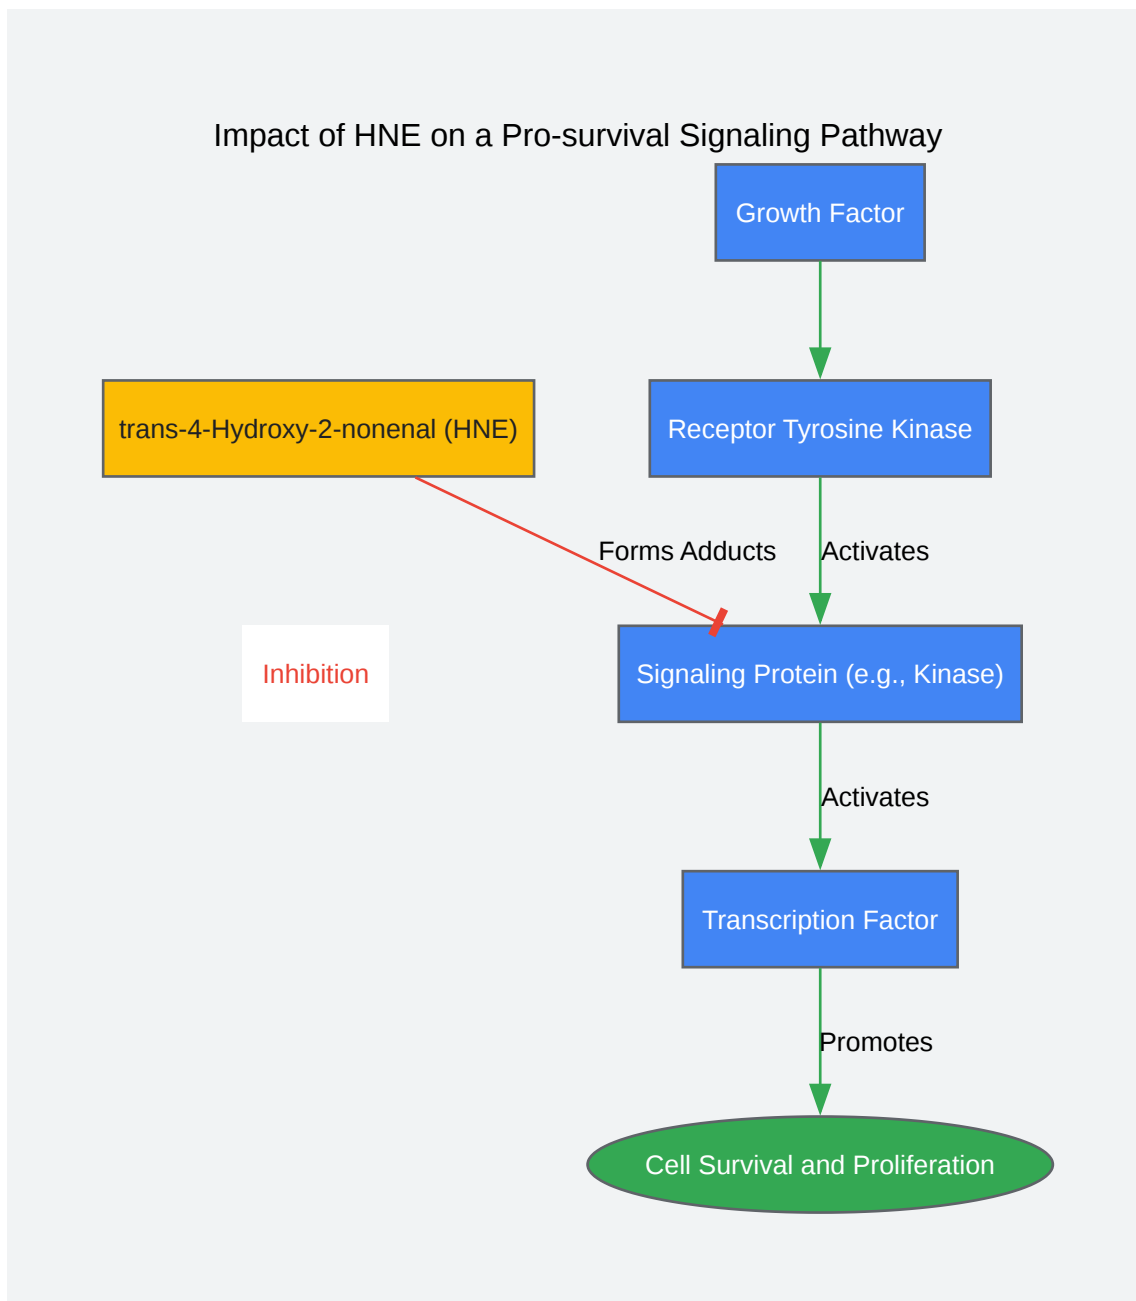 Impact of HNE on a Pro-survival Signaling Pathway
Growth Factor
trans-4-Hydroxy-2-nonenal (HNE)
Receptor Tyrosine Kinase
Forms Adducts
Activates
Inhibition
Signaling Protein (e.g., Kinase)
Activates
Transcription Factor
Promotes
Cell Survival and Proliferation